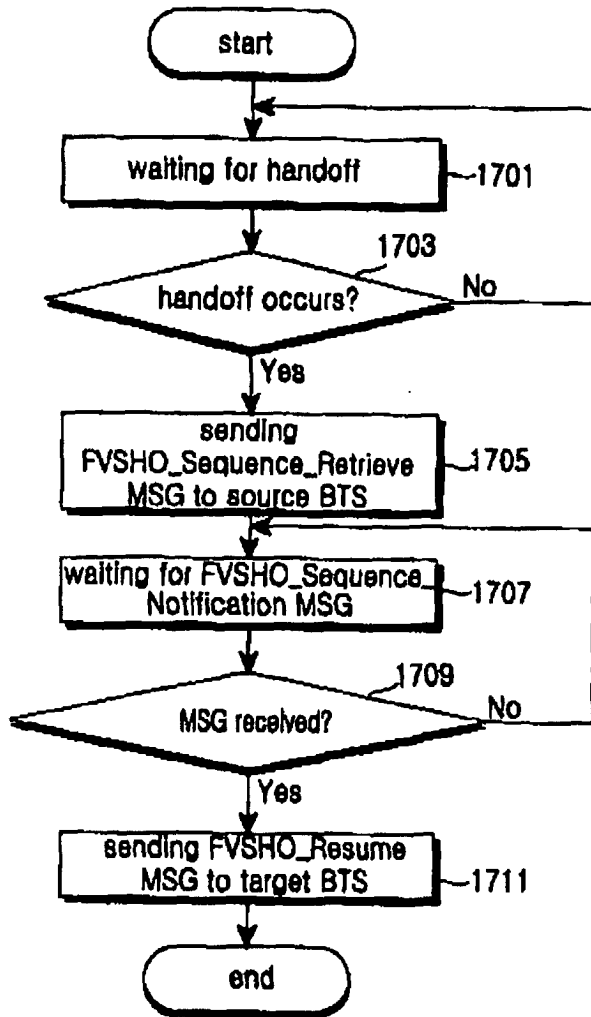 start
waiting for handoff
1701
1703
handoff occurs?
No
Yes
sending
FVSHO_Sequence_Retrieve
MSG to source BTS
1705
waiting for FVSHO_Sequence_
Notification MSG
1707
1709
MSG received?
No
Yes
sending FVSHO_Resume
MSG to target BTS
1711
end